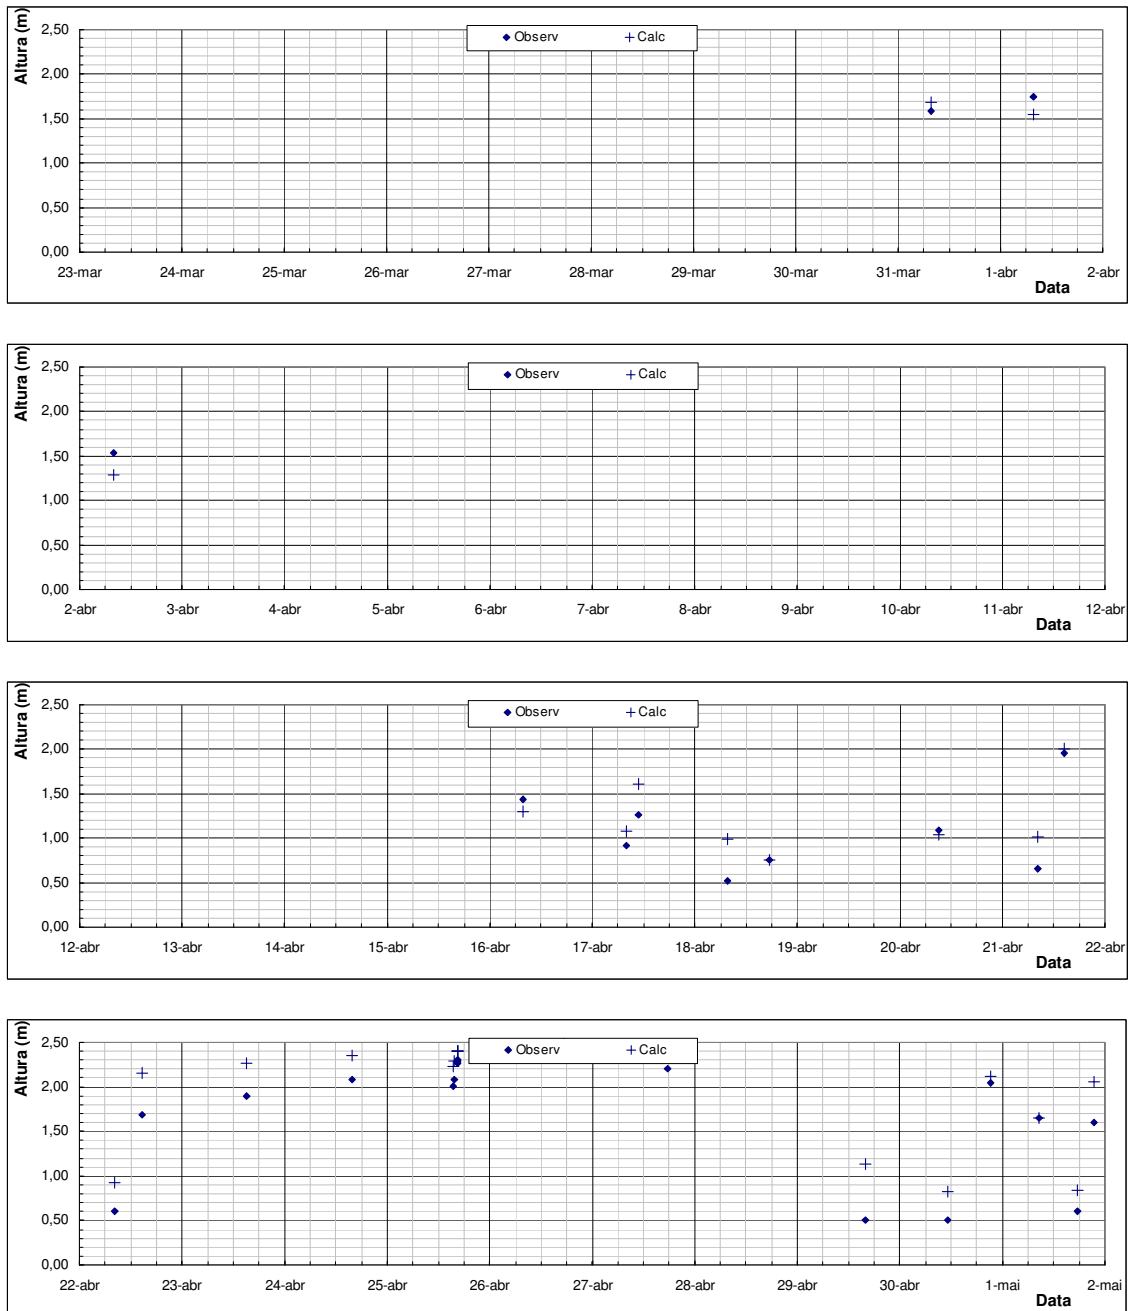 Altura (m)
Observ Calc
2,50
2,00
1,50
1,00
0,50
0,00
23-mar 24-mar 25-mar 26-mar 27-mar 28-mar 29-mar 30-mar 31-mar 1-abr 2-abr
Data
Altura (m)
Observ Calc
2,50
2,00
1,50
1,00
0,50
0,00
2-abr 3-abr 4-abr 5-abr 6-abr 7-abr 8-abr 9-abr 10-abr 11-abr 12-abr
Data
Altura (m)
Observ Calc
2,50
2,00
1,50
1,00
0,50
0,00
12-abr 13-abr 14-abr 15-abr 16-abr 17-abr 18-abr 19-abr 20-abr 21-abr 22-abr
Data
Altura (m)
Observ Calc
2,50
2,00
1,50
1,00
0,50
0,00
22-abr 23-abr 24-abr 25-abr 26-abr 27-abr 28-abr 29-abr 30-abr 1-mai 2-mai
Data